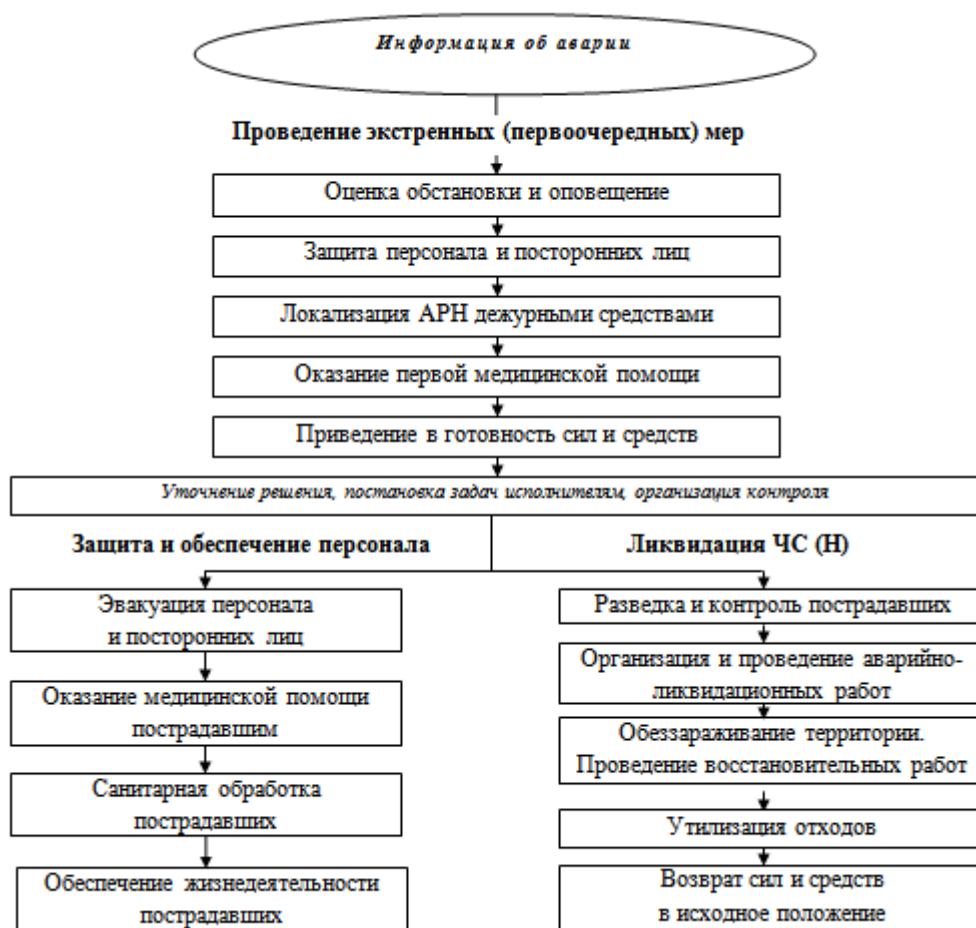 Информация об аварии
Проведение экстренных (первоочередных) мер
Оценка обстановки и оповещение
Защита персонала и посторонних лиц
Локализация АРН дежурными средствами
Оказание первой медицинской помощи
Приведение в готовность сил и средств
Уточнение решения, постановка задач исполнителям, организация контроля
Защита и обеспечение персонала
Эвакуация персонала
и посторонних лиц
Оказание медицинской помощи
пострадавшим
Санитарная обработка
пострадавших
Обеспечение жизнедеятельности
пострадавших
Ликвидация ЧС (Н)
Разведка и контроль пострадавших
Организация и проведение аварийно-
ликвидационных работ
Обеззараживание территории.
Проведение восстановительных работ
Утилизация отходов
Возврат сил и средств
в исходное положение